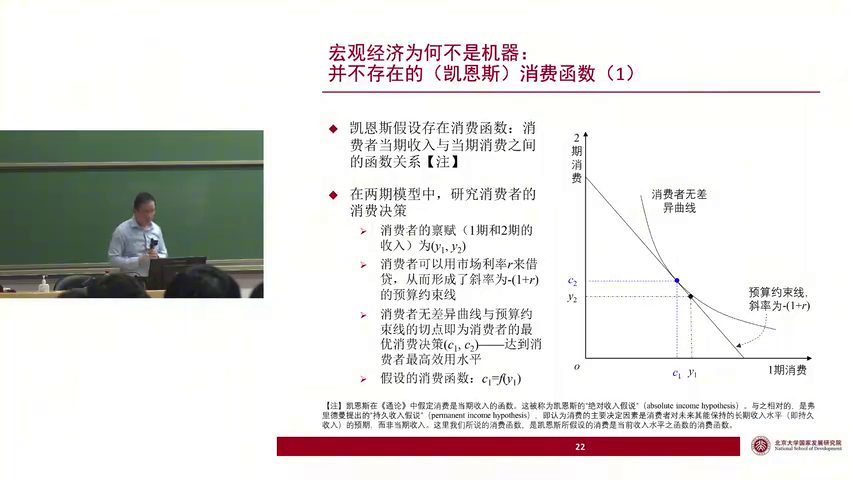 宏观经济为何不是机器：
并不存在的（凯恩斯）消费函数（1）
凯恩斯假设存在消费函数：消
费者当期收入与当期消费之间
的函数关系【注】
在两期模型中，研究消费者的
消费决策
消费者的禀赋（1期和2期的
收入）为(y₁, y₂)
消费者可以用市场利率r来借
贷，从而形成了斜率为-(1+r)
的预算约束线
消费者无差异曲线与预算约
束线的切点即为消费者的最
优消费决策(c₁, c₂)——达到消
费者最高效用水平
假设的消费函数：c₁=f(y₁)
2
期
消
费
消费者无差
异曲线
c₂
y₂
预算约束线，
斜率为-(1+r)
o
c₁ y₁
1期消费
【注】凯恩斯在《通论》中假定消费是当期收入的函数。这被称为凯恩斯的“绝对收入假说”（absolute income hypothesis）。与之相对的，是弗
里德曼提出的“持久收入假说”（permanent income hypothesis），即认为消费的主要决定因素是消费者对未来其能保持的长期收入水平（即持久
收入）的预期，而非当期收入。这里我们所说的消费函数，是凯恩斯所假设的消费是当前收入水平之函数的消费函数。
22
北京大学国家发展研究院
National School of Development